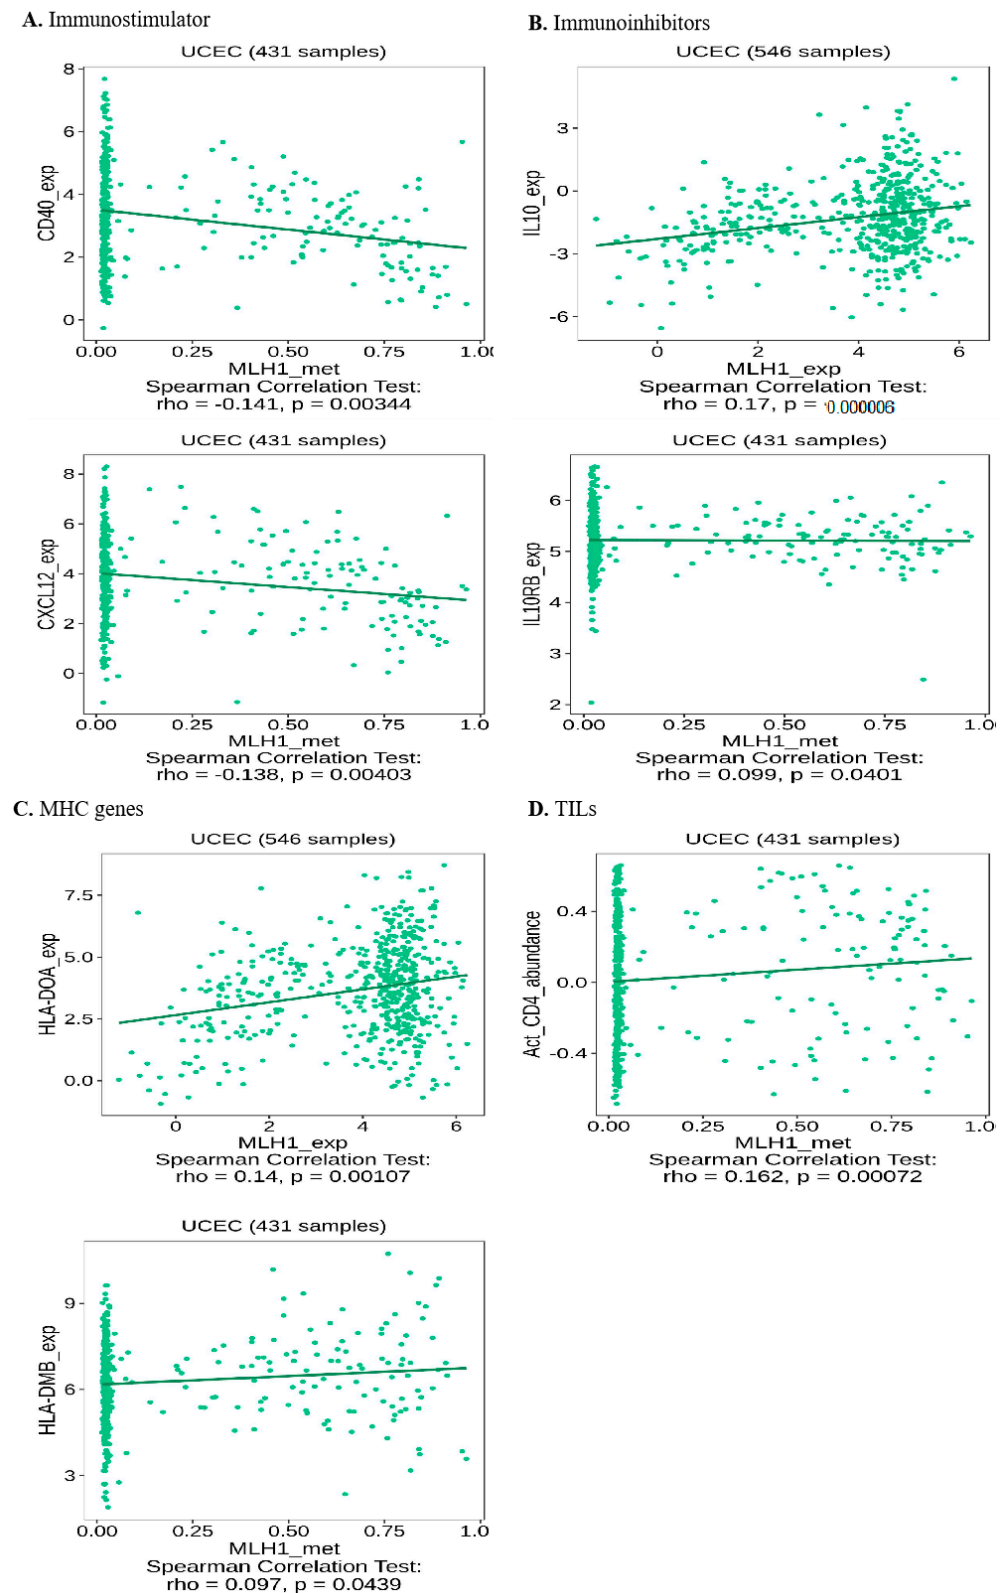 A. Immunostimulator
UCEC (431 samples)
8
6
4
2
0
CD40_exp
0.00 0.25 0.50 0.75 1.0(
MLH1_met
Spearman Correlation Test:
rho = -0.141, p = 0.00344
UCEC (431 samples)
8
6
4
2
0
CXCL12_exp
0.00 0.25 0.50 0.75 1.0
MLH1_met
Spearman Correlation Test:
rho = -0.138, p = 0.00403
B. Immunoinhibitors
UCEC (546 samples)
3
0
-3
-6
IL10_exp
0 2 4 6
MLH1_exp
Spearman Correlation Test:
rho = 0.17, p = 0.000006
UCEC (431 samples)
6
5
4
3
2
IL10RB_exp
0.00 0.25 0.50 0.75 1.00
MLH1_met
Spearman Correlation Test:
rho = 0.099, p = 0.0401
C. MHC genes
UCEC (546 samples)
7.5
5.0
2.5
0.0
HLA-DOA_exp
0 2 4 6
MLH1_exp
Spearman Correlation Test:
rho = 0.14, p = 0.00107
UCEC (431 samples)
9
6
3
HLA-DMB_exp
0.00 0.25 0.50 0.75 1.0
MLH1_met
Spearman Correlation Test:
rho = 0.097, p = 0.0439
D. TILs
UCEC (431 samples)
0.4
0.0
-0.4
Act_CD4_abundance
0.00 0.25 0.50 0.75 1.0
MLH1_met
Spearman Correlation Test:
rho = 0.162, p = 0.00072